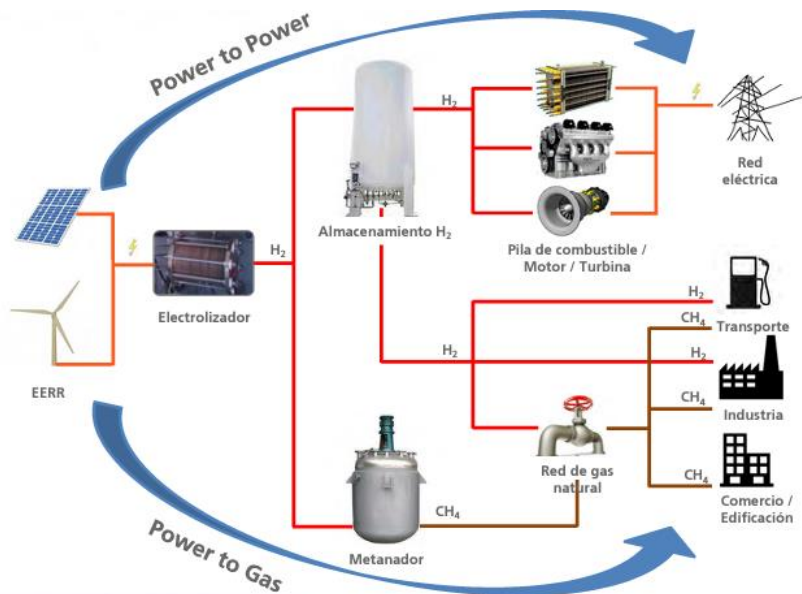 Power to Power
H₂
Red
eléctrica
Almacenamiento H₂
Pila de combustible /
Motor / Turbina
H₂
Electrolizador
EERR
H₂
H₂
CH₄
Transporte
H₂
CH₄
Industria
Red de gas
natural
CH₄
Comercio /
Edificación
CH₄
Metanador
Power to Gas